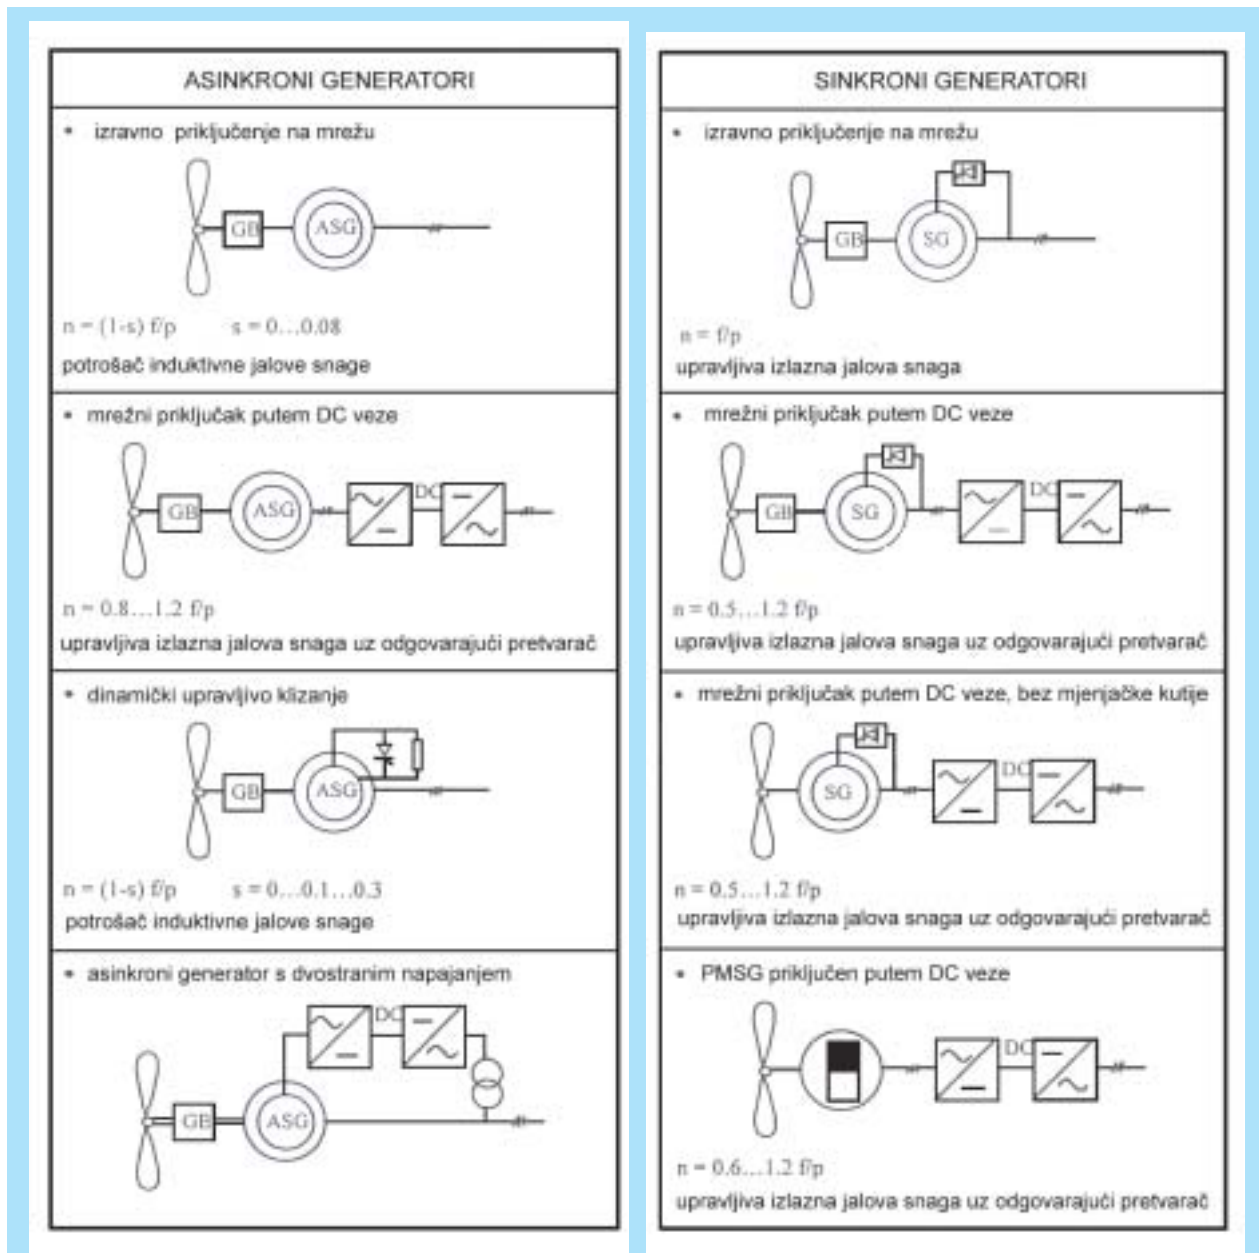 ASINKRONI GENERATORI
• izravno priključenje na mrežu
GB
ASG
n = (1-s) f/p s = 0…0.08
potrošač induktivne jalove snage
• mrežni priključak putem DC veze
GB
ASG
DC
n = 0.8…1.2 f/p
upravljiva izlazna jalova snaga uz odgovarajući pretvarač
• dinamički upravljivo klizanje
GB
ASG
n = (1-s) f/p s = 0…0.1…0.3
potrošač induktivne jalove snage
• asinkroni generator s dvostranim napajanjem
DC
GB
ASG
SINKRONI GENERATORI
• izravno priključenje na mrežu
GB
SG
n = f/p
upravljiva izlazna jalova snaga
• mrežni priključak putem DC veze
GB
SG
DC
n = 0.5…1.2 f/p
upravljiva izlazna jalova snaga uz odgovarajući pretvarač
• mrežni priključak putem DC veze, bez mjenjačke kutije
SG
DC
n = 0.5…1.2 f/p
upravljiva izlazna jalova snaga uz odgovarajući pretvarač
• PMSG priključen putem DC veze
DC
n = 0.6…1.2 f/p
upravljiva izlazna jalova snaga uz odgovarajući pretvarač